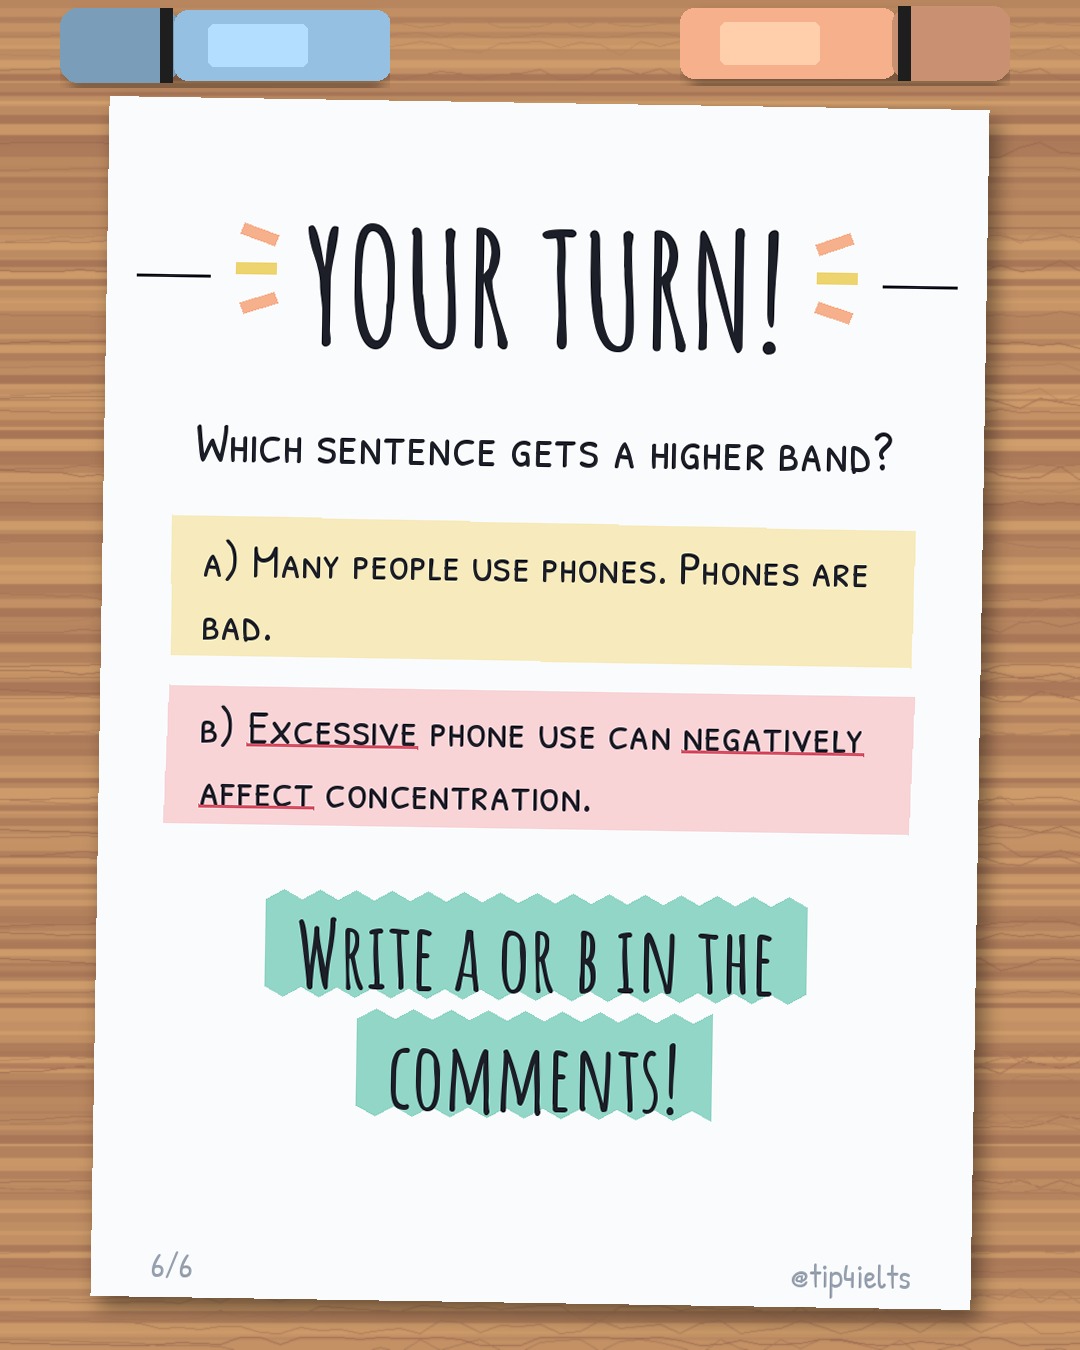 YOUR TURN!
Which sentence gets a higher band?
a) Many people use phones. Phones are
bad.
b) Excessive phone use can negatively
affect concentration.
Write A or B in the
comments!
6/6
@tip4ielts